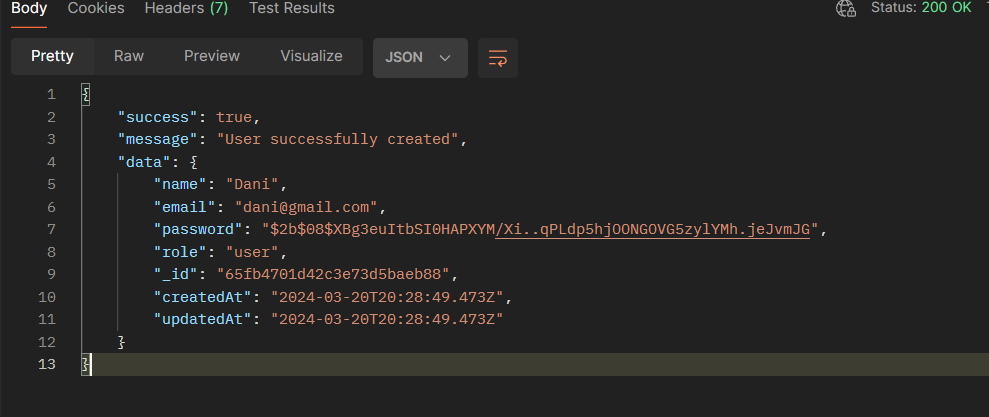 Body Cookies Headers (7) Test Results Status: 200 OK
Pretty Raw Preview Visualize JSON
1 {
2 "success": true,
3 "message": "User successfully created",
4 "data": {
5 "name": "Dani",
6 "email": "dani@gmail.com",
7 "password": "$2b$08$XBg3euItbSI0HAPXYM/Xi..qPLdp5hjOONGOVG5zylYMh.jeJvmJG",
8 "role": "user",
9 "_id": "65fb4701d42c3e73d5baeb88",
10 "createdAt": "2024-03-20T20:28:49.473Z",
11 "updatedAt": "2024-03-20T20:28:49.473Z"
12 }
13 }